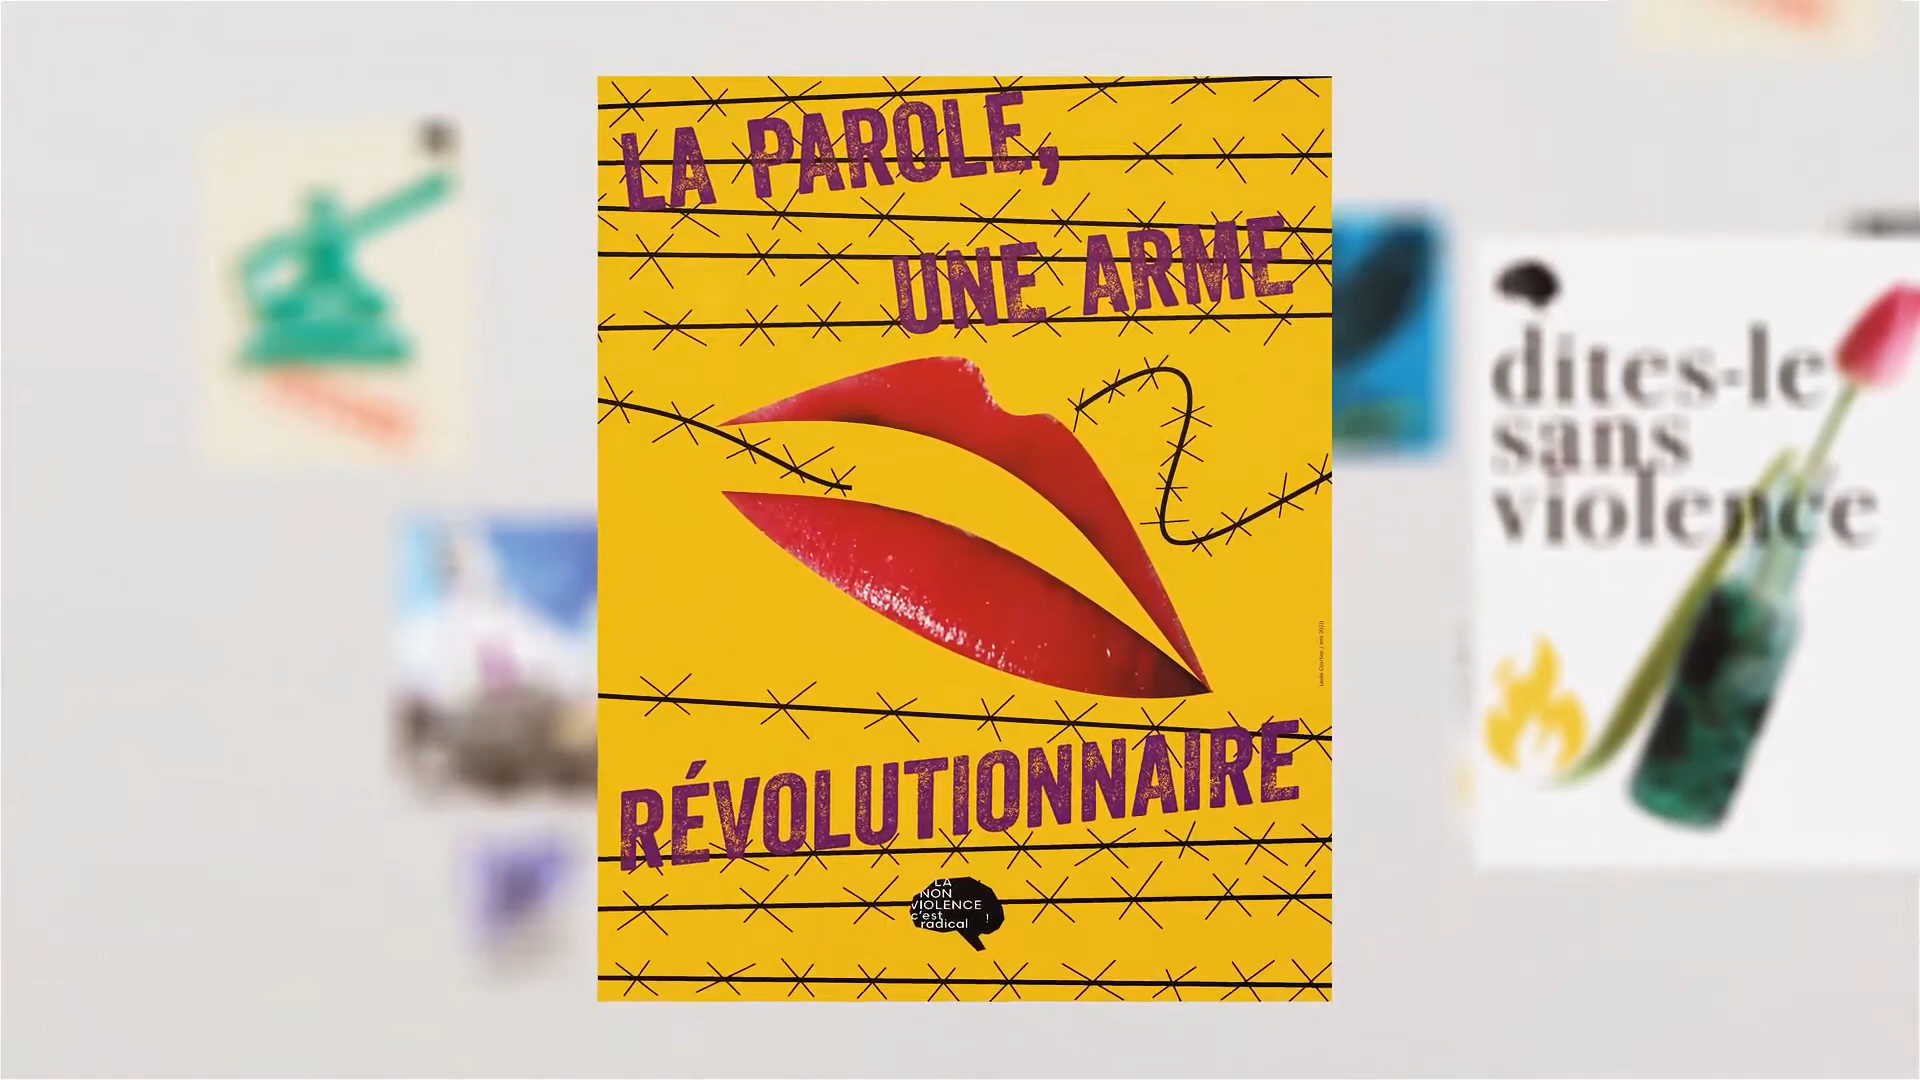 LA PAROLE,
UNE ARME
RÉVOLUTIONNAIRE
LA
NON
VIOLENCE
c'est
radical !
dites-le
sans
violence